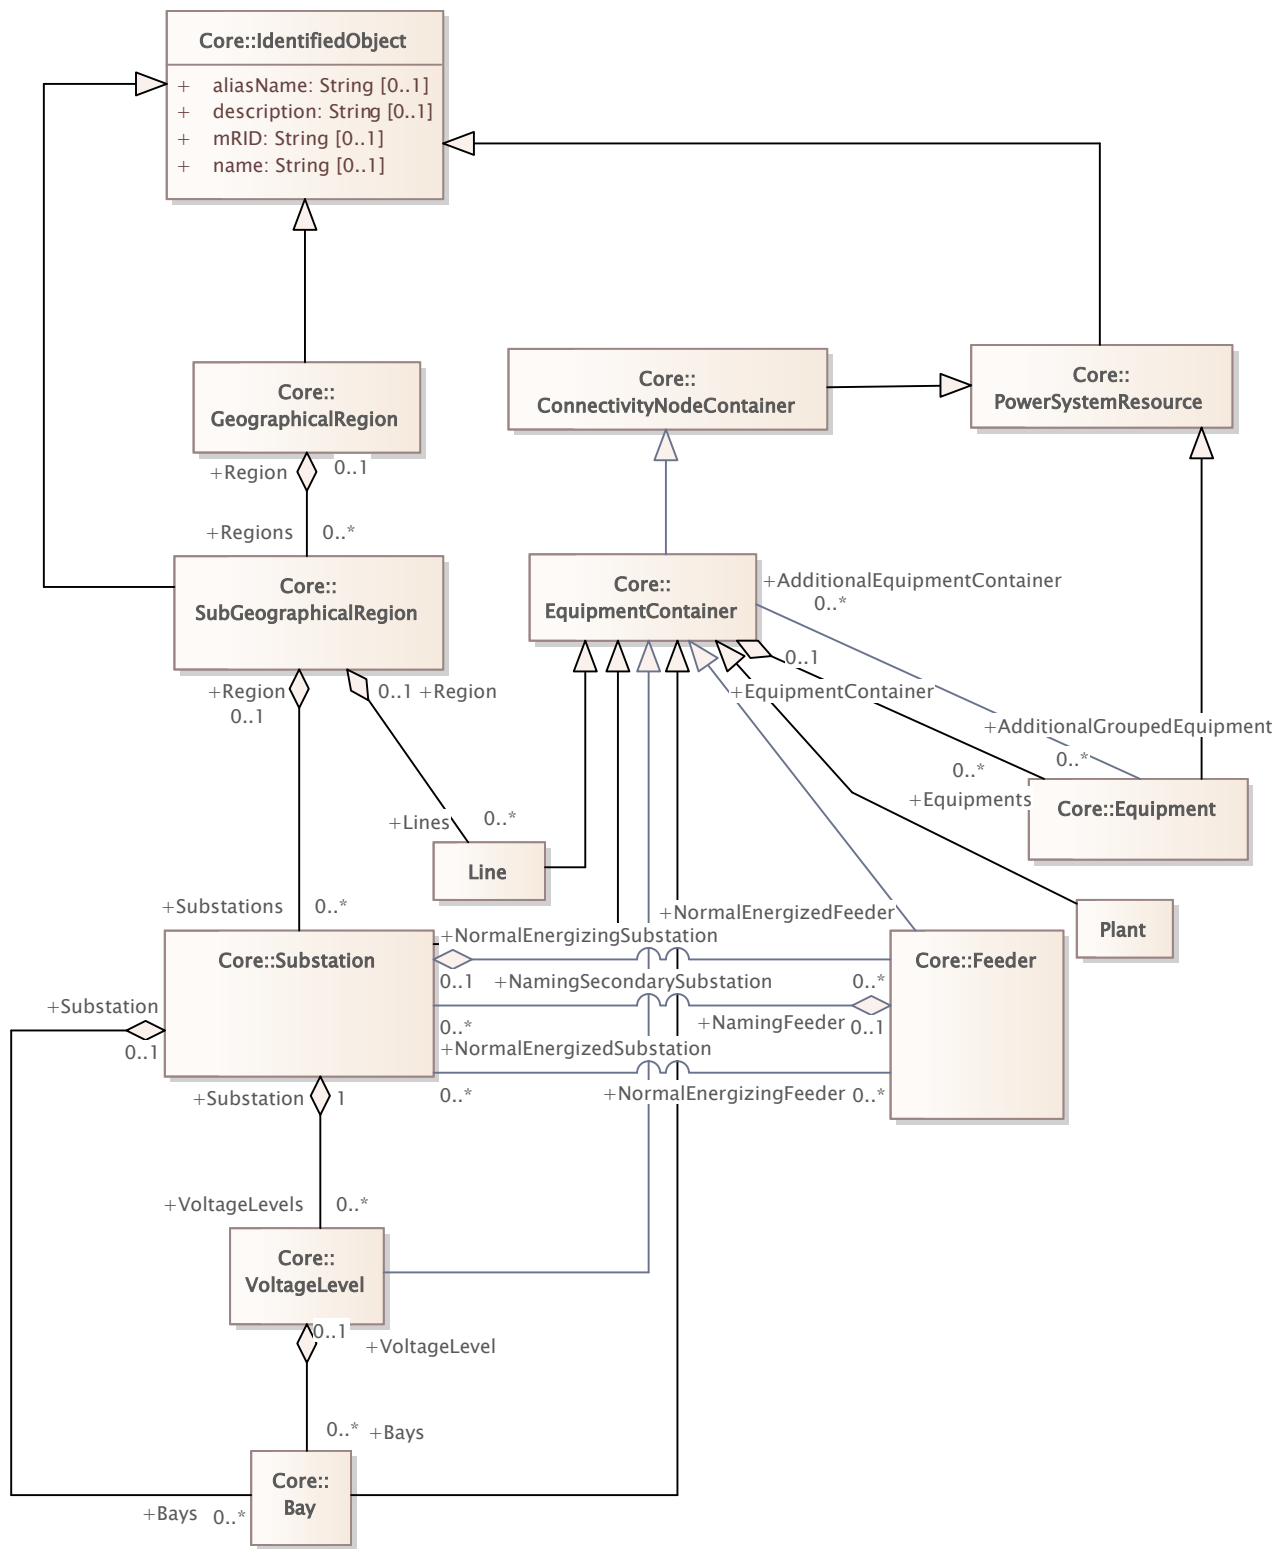 Core::IdentifiedObject
+ aliasName: String [0..1]
+ description: String [0..1]
+ mRID: String [0..1]
+ name: String [0..1]
Core::
GeographicalRegion
Core::
ConnectivityNodeContainer
Core::
PowerSystemResource
+Region 0..1
+Regions 0..*
Core::
SubGeographicalRegion
Core::
EquipmentContainer
+AdditionalEquipmentContainer
0..*
0..1
+EquipmentContainer
+Region
0..1
0..1 +Region
+AdditionalGroupedEquipment
0..*
0..*
+Equipments
Core::Equipment
+Lines 0..*
Line
Plant
+Substations 0..*
+NormalEnergizedFeeder
+NormalEnergizingSubstation
Core::Substation
Core::Feeder
0..1 +NamingSecondarySubstation 0..*
+Substation
0..1
0..* +NamingFeeder 0..1
+NormalEnergizedSubstation
0..* +NormalEnergizingFeeder 0..*
+Substation 1
+VoltageLevels 0..*
Core::
VoltageLevel
0..1 +VoltageLevel
0..* +Bays
Core::
Bay
+Bays 0..*